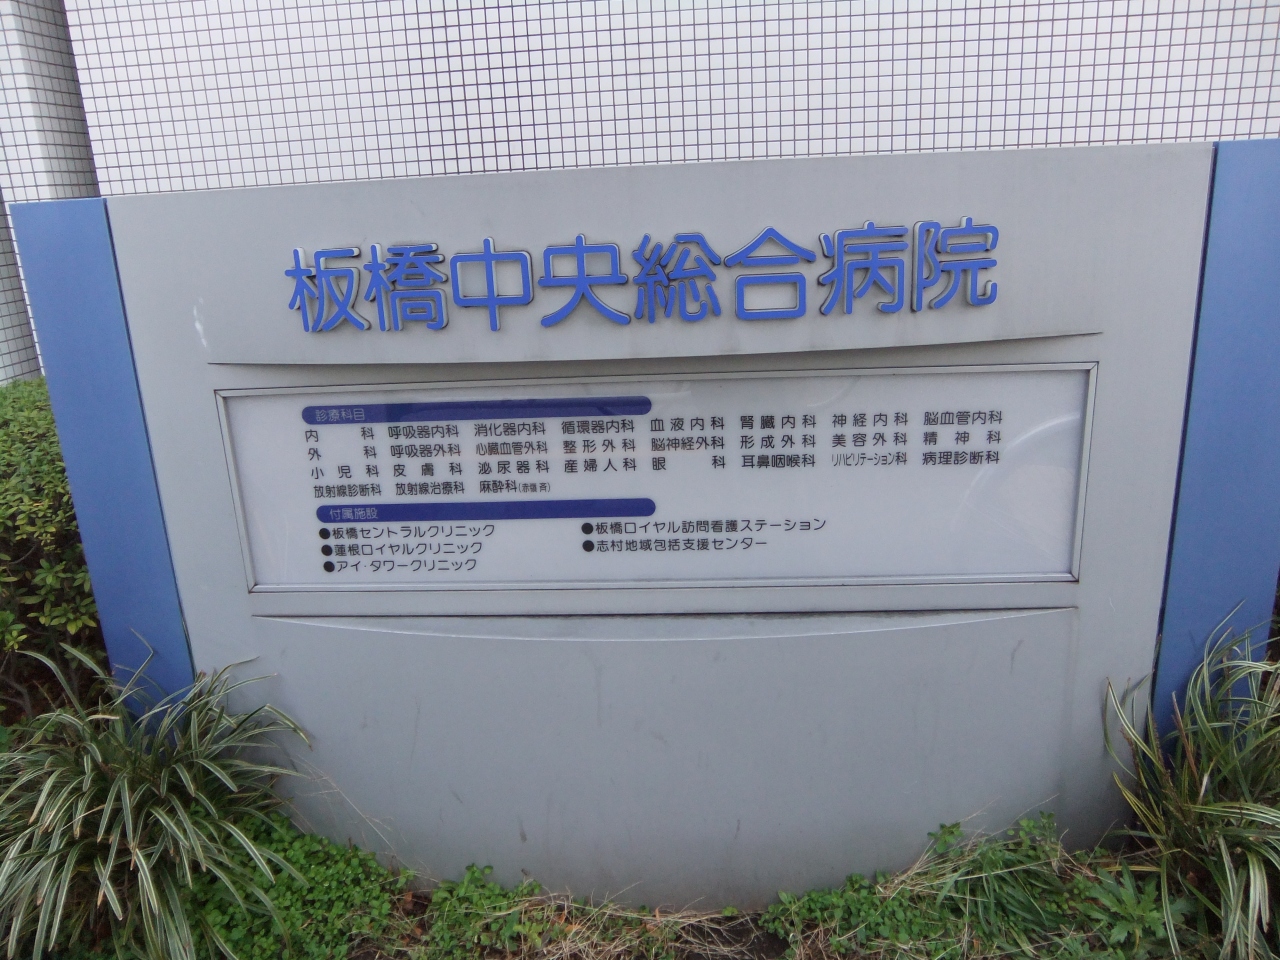 板橋中央総合病院
診療科目
内科 呼吸器内科 消化器内科 循環器内科 血液内科 腎臓内科 神経内科 脳血管内科
外科 呼吸器外科 心臓血管外科 整形外科 脳神経外科 形成外科 美容外科 精神科
小児科 皮膚科 泌尿器科 産婦人科 眼科 耳鼻咽喉科 リハビリテーション科 病理診断科
放射線診断科 放射線治療科 麻酔科(赤嶺 斉)
付属施設
●板橋セントラルクリニック ●板橋ロイヤル訪問看護ステーション
●蓮根ロイヤルクリニック ●志村地域包括支援センター
●アイ・タワークリニック